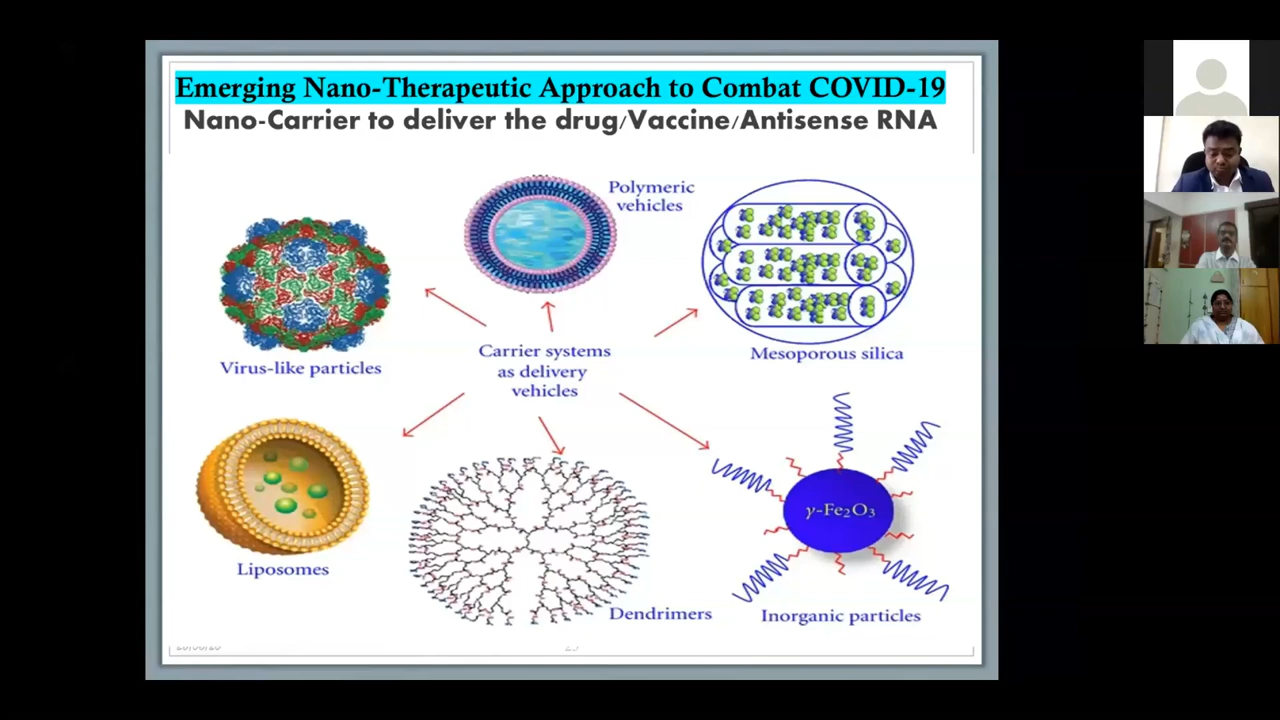 Emerging Nano-Therapeutic Approach to Combat COVID-19
Nano-Carrier to deliver the drug/Vaccine/Antisense RNA
Polymeric
vehicles
Virus-like particles
Carrier systems
as delivery
vehicles
Mesoporous silica
Liposomes
Dendrimers
γ-Fe₂O₃
Inorganic particles